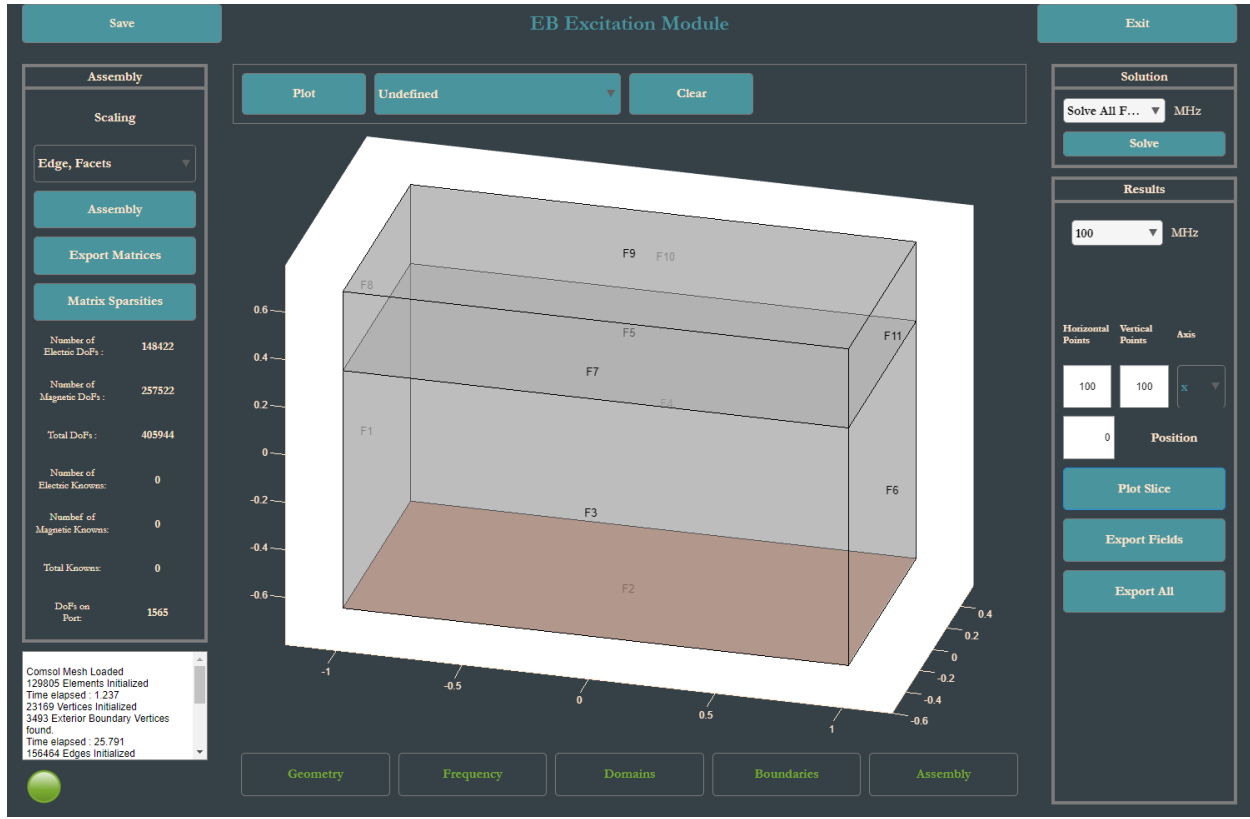 Save
EB Excitation Module
Exit
Assembly
Scaling
Edge, Facets
Assembly
Export Matrices
Matrix Sparsities
Number of
Electric DoFs :
148422
Number of
Magnetic DoFs :
257522
Total DoFs :
405944
Number of
Electric Knowns:
0
Numbef of
Magnetic Knowns:
0
Total Knowns:
0
DoFs on
Port:
1565
Comsol Mesh Loaded
129805 Elements Initialized
Time elapsed : 1.237
23169 Vertices Initialized
3493 Exterior Boundary Vertices
found.
Time elapsed : 25.791
156464 Edges Initialized
Plot
Undefined
Clear
F9
F10
F8
F5
F11
F7
F4
F1
F6
F3
F2
0.6
0.4
0.2
0
-0.2
-0.4
-0.6
-1
-0.5
0
0.5
1
0.4
0.2
0
-0.2
-0.4
-0.6
Geometry
Frequency
Domains
Boundaries
Assembly
Solution
Solve All F...
MHz
Solve
Results
100
MHz
Horizontal
Points
Vertical
Points
Axis
100
100
x
0
Position
Plot Slice
Export Fields
Export All